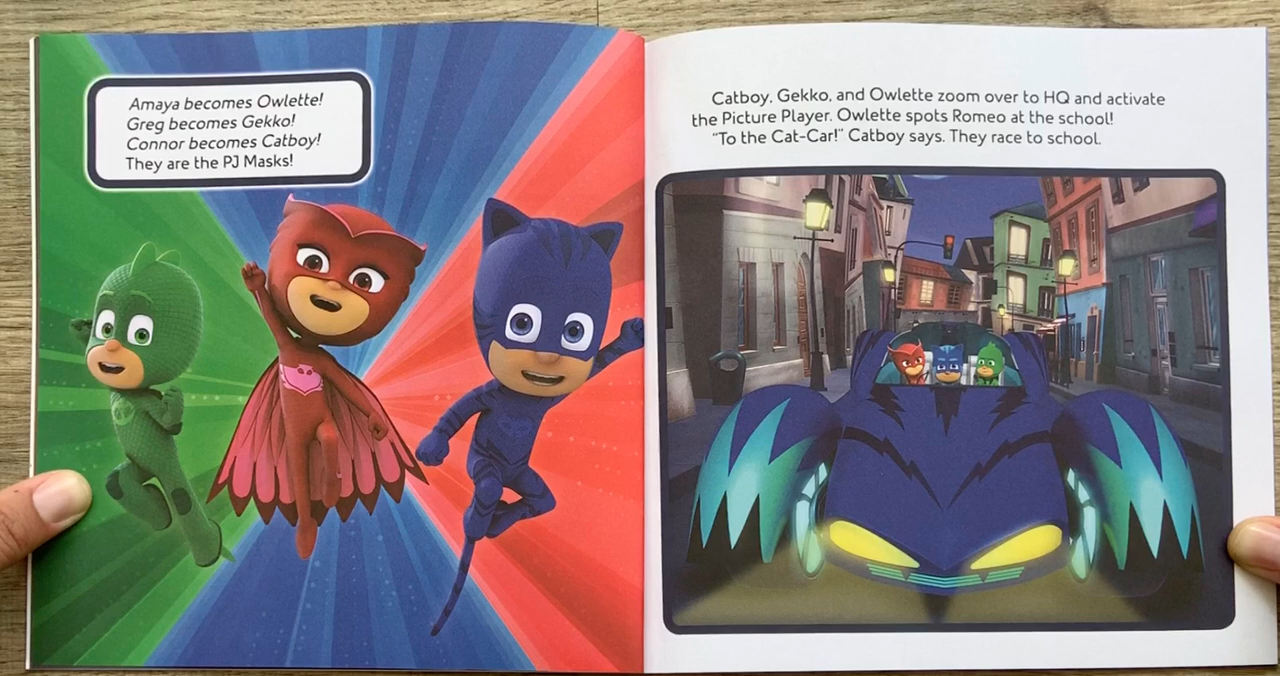 Amaya becomes Owlette!
Greg becomes Gekko!
Connor becomes Catboy!
They are the PJ Masks!
Catboy, Gekko, and Owlette zoom over to HQ and activate
the Picture Player. Owlette spots Romeo at the school!
"To the Cat-Car!" Catboy says. They race to school.